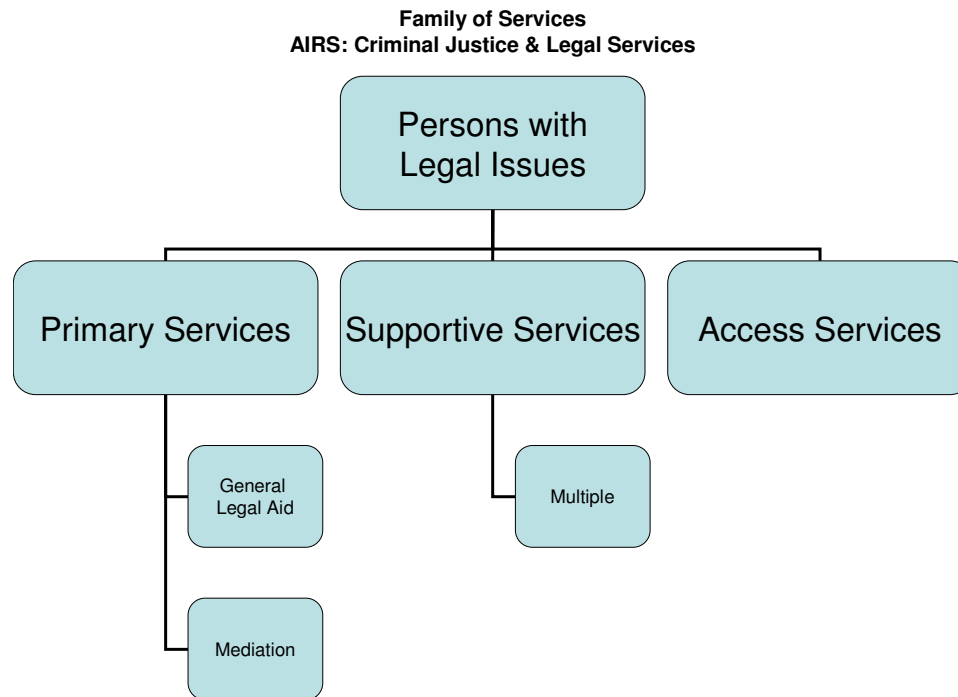 Family of Services
AIRS: Criminal Justice & Legal Services
Persons with
Legal Issues
Primary Services
Supportive Services
Access Services
General
Legal Aid
Multiple
Mediation